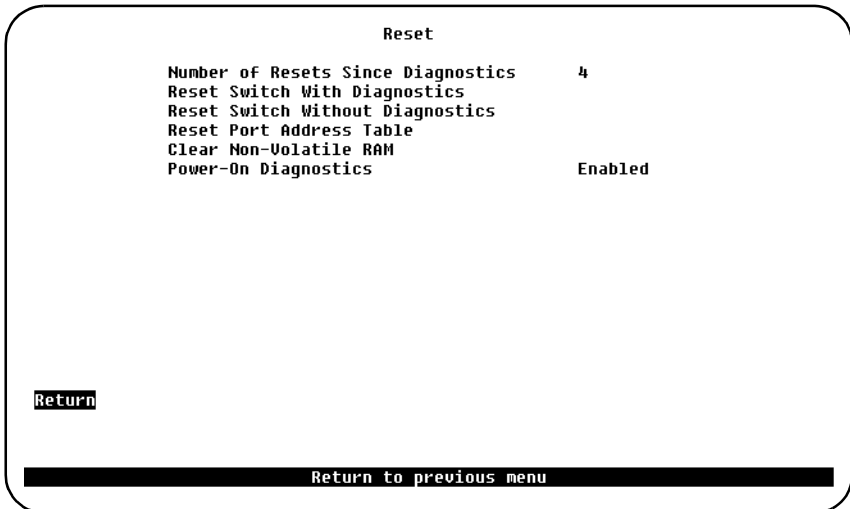 Reset
Number of Resets Since Diagnostics 4
Reset Switch With Diagnostics
Reset Switch Without Diagnostics
Reset Port Address Table
Clear Non-Volatile RAM
Power-On Diagnostics Enabled
Return
Return to previous menu